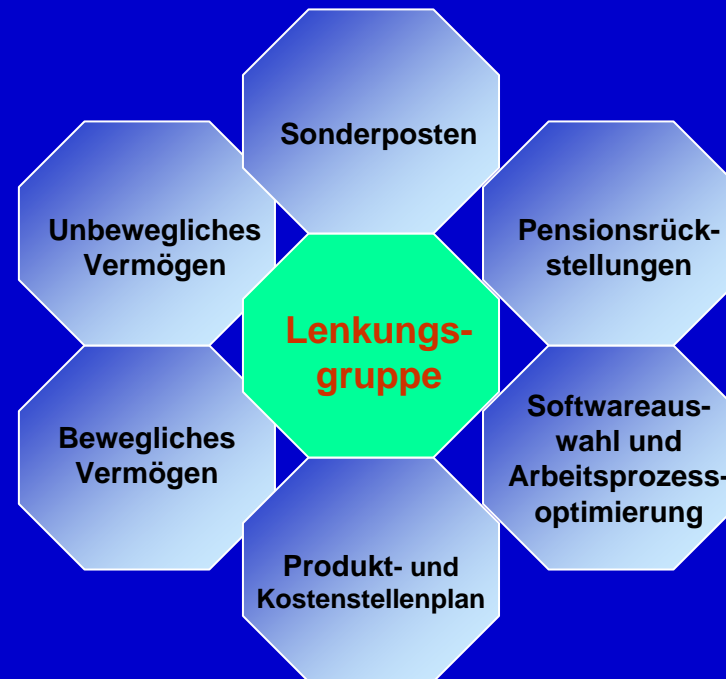 Sonderposten
Unbewegliches
Vermögen
Pensionsrück-
stellungen
Lenkungs-
gruppe
Bewegliches
Vermögen
Softwareaus-
wahl und
Arbeitsprozess-
optimierung
Produkt- und
Kostenstellenplan